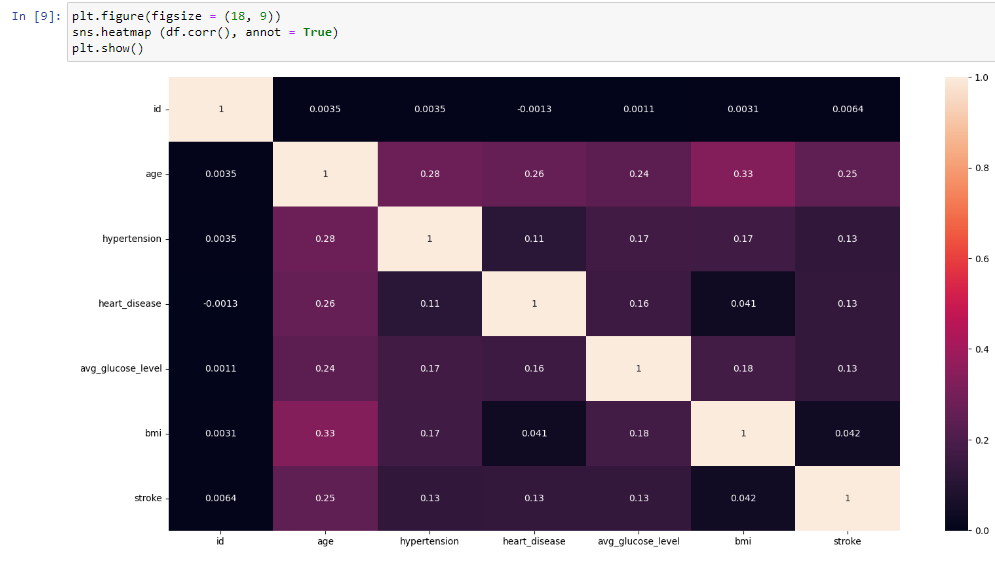 In [9]: plt.figure(figsize = (18, 9))
sns.heatmap (df.corr(), annot = True)
plt.show()
id 1 0.0035 0.0035 -0.0013 0.0011 0.0031 0.0064
age 0.0035 1 0.28 0.26 0.24 0.33 0.25
hypertension 0.0035 0.28 1 0.11 0.17 0.17 0.13
heart_disease -0.0013 0.26 0.11 1 0.16 0.041 0.13
avg_glucose_level 0.0011 0.24 0.17 0.16 1 0.18 0.13
bmi 0.0031 0.33 0.17 0.041 0.18 1 0.042
stroke 0.0064 0.25 0.13 0.13 0.13 0.042 1
id age hypertension heart_disease avg_glucose_level bmi stroke
1.0
0.8
0.6
0.4
0.2
0.0